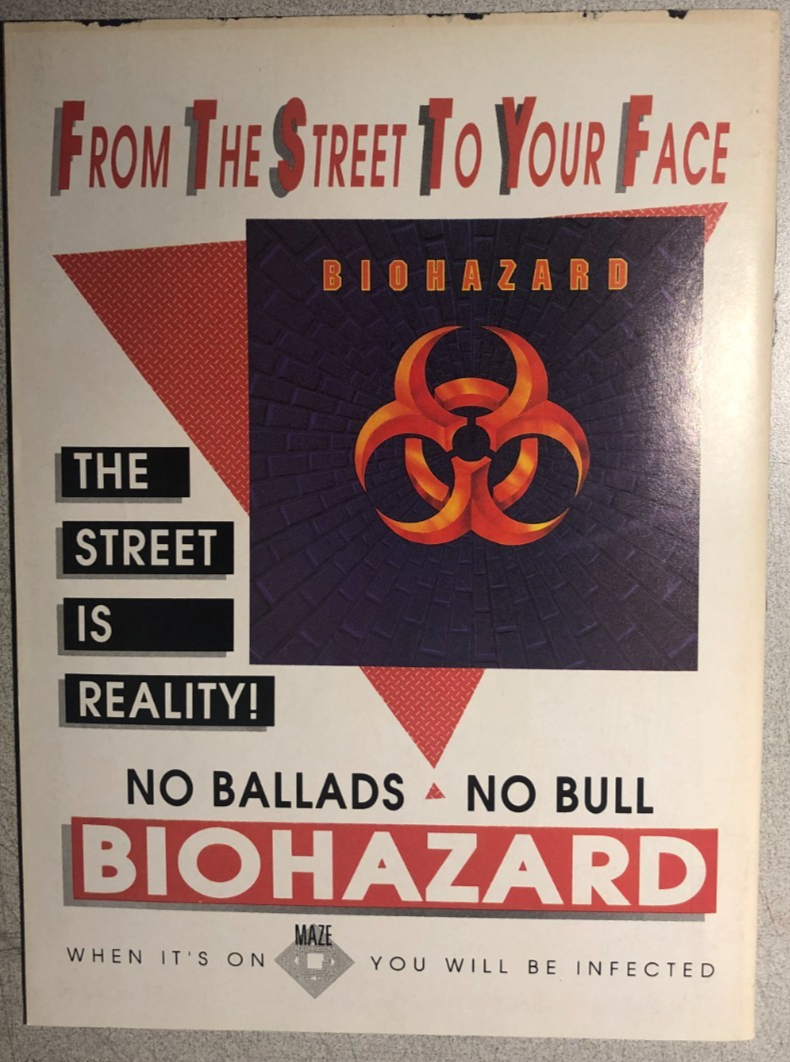 FROM THE STREET TO YOUR FACE
BIOHAZARD
THE
STREET
IS
REALITY!
NO BALLADS NO BULL
BIOHAZARD
WHEN IT'S ON MAZE YOU WILL BE INFECTED